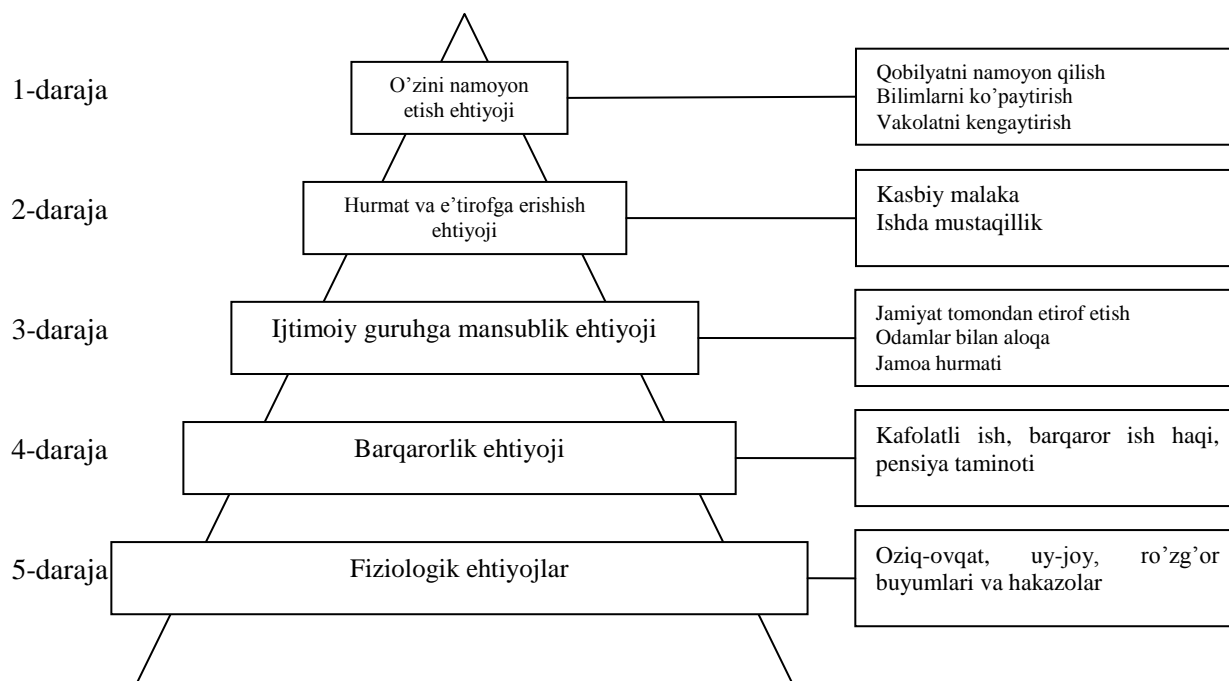 1-daraja
O’zini namoyon
etish ehtiyoji
Qobilyatni namoyon qilish
Bilimlarni ko’paytirish
Vakolatni kengaytirish
2-daraja
Hurmat va e’tirofga erishish
ehtiyoji
Kasbiy malaka
Ishda mustaqillik
3-daraja
Ijtimoiy guruhga mansublik ehtiyoji
Jamiyat tomondan etirof etish
Odamlar bilan aloqa
Jamoa hurmati
4-daraja
Barqarorlik ehtiyoji
Kafolatli ish, barqaror ish haqi,
pensiya taminoti
5-daraja
Fiziologik ehtiyojlar
Oziq-ovqat, uy-joy, ro’zg’or
buyumlari va hakazolar